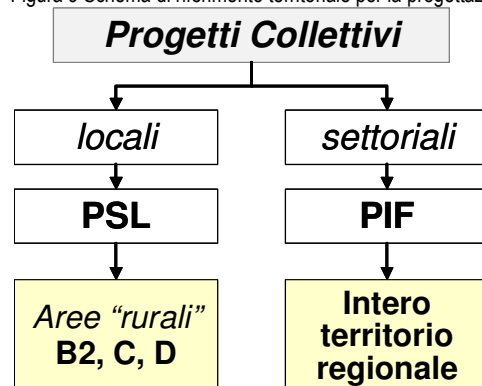 Figura 9 Schema di riferimento territoriale per la progettaz
Progetti Collettivi
locali
settoriali
PSL
PIF
Aree "rurali"
B2, C, D
Intero
territorio
regionale